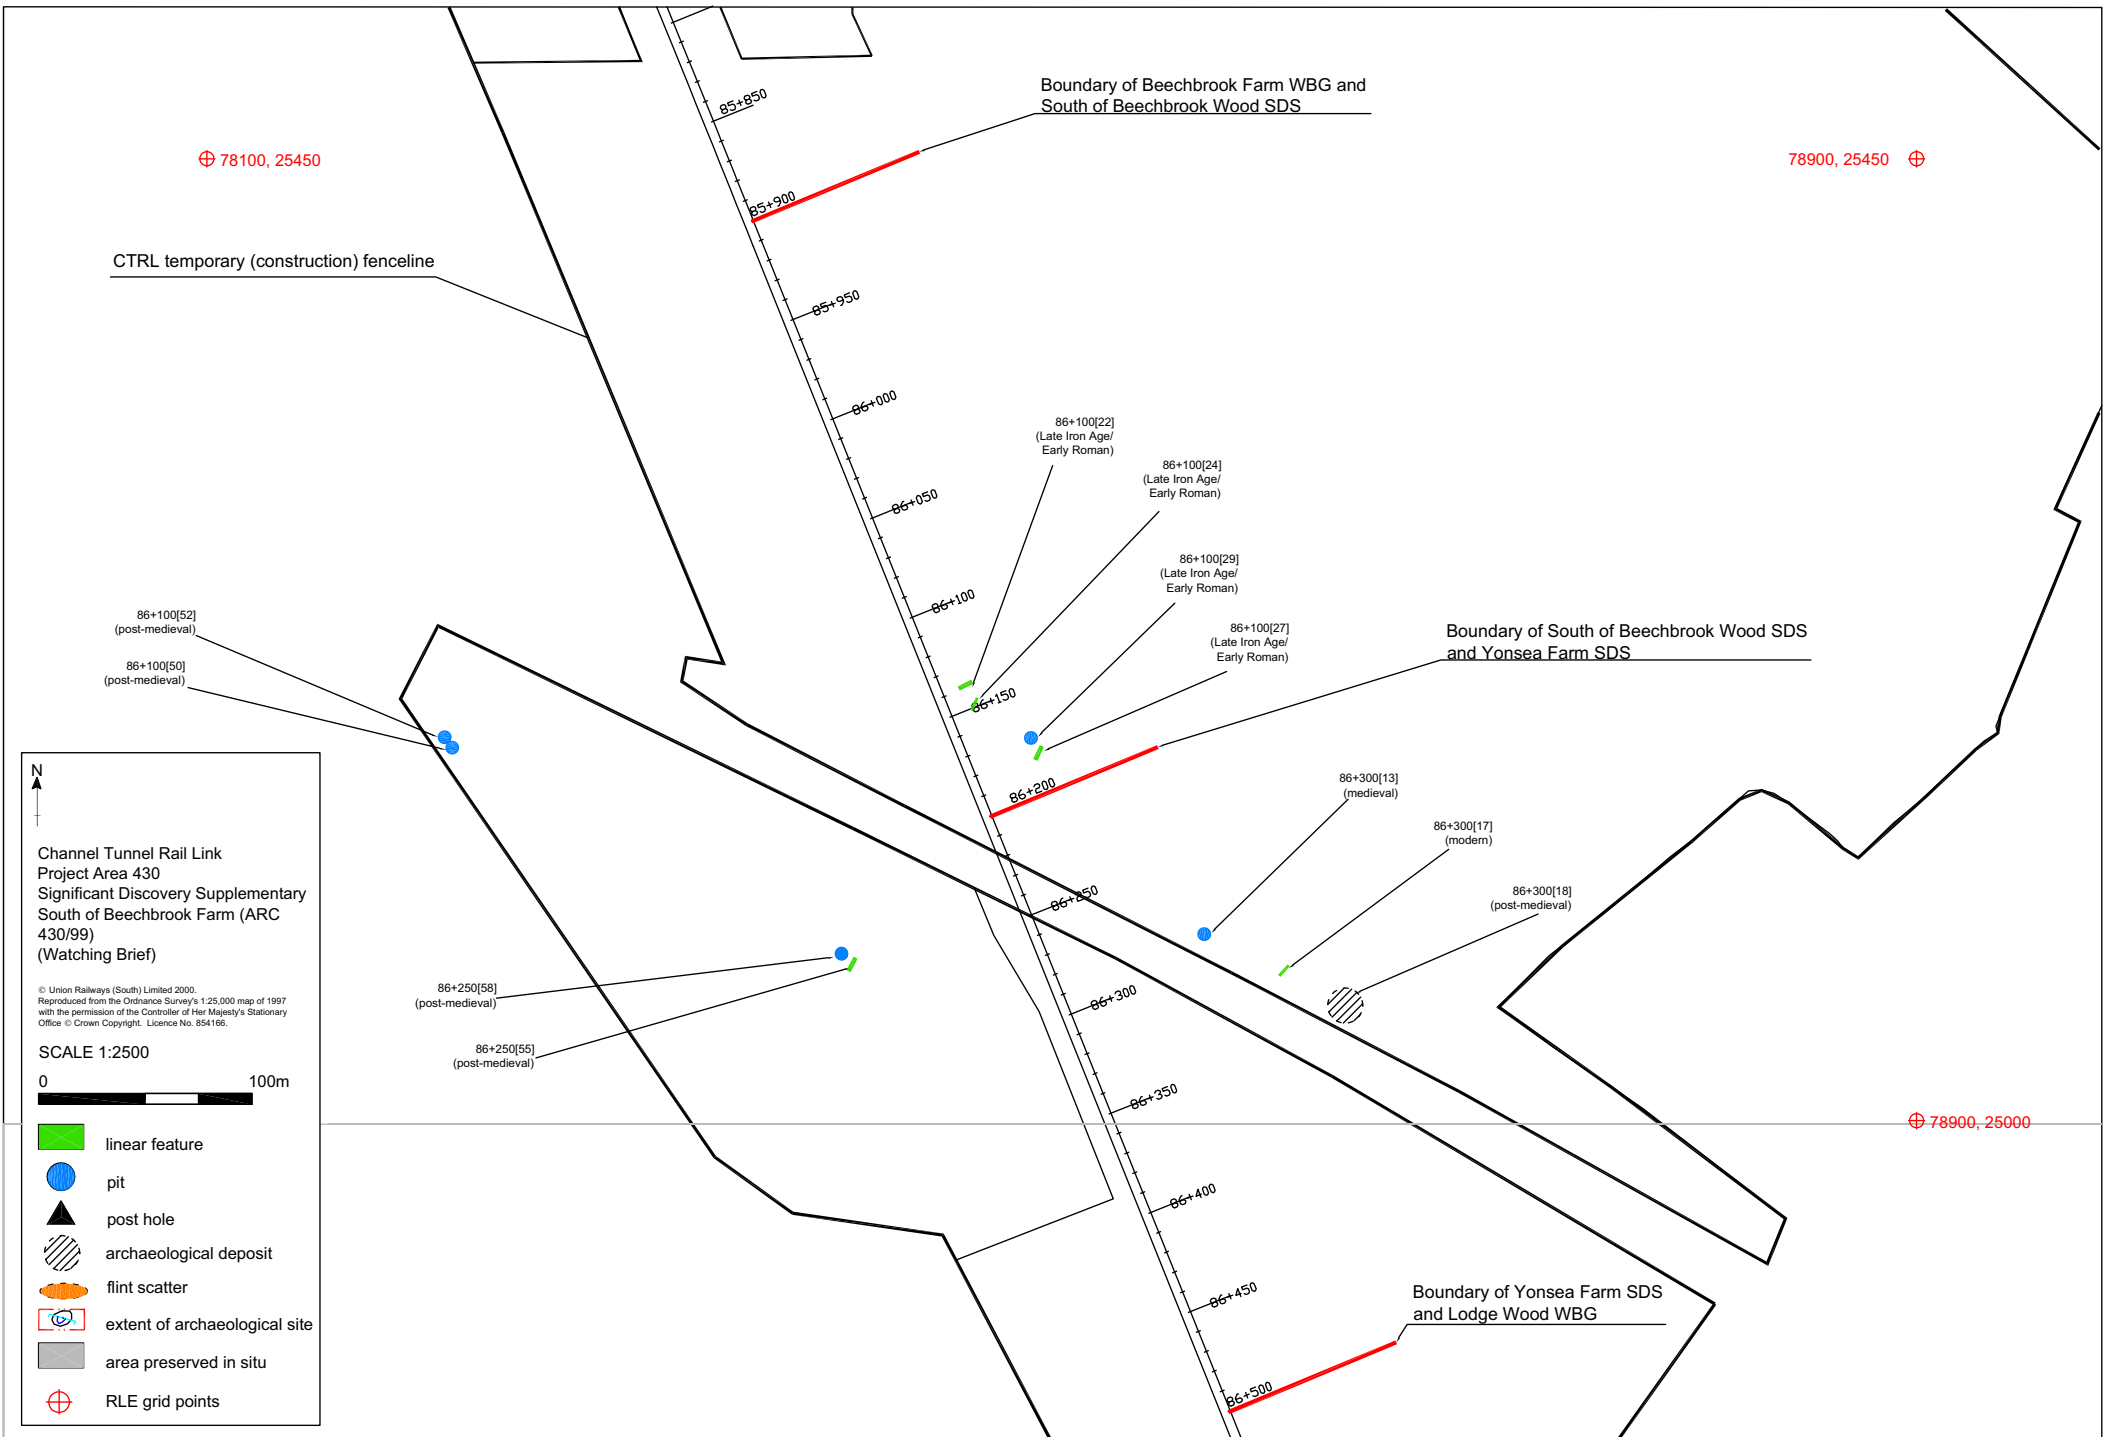 85+850
Boundary of Beechbrook Farm WBG and
South of Beechbrook Wood SDS
78100, 25450
78900, 25450
85+900
CTRL temporary (construction) fenceline
85+950
86+000
86+100[22]
(Late Iron Age/
Early Roman)
86+100[24]
(Late Iron Age/
Early Roman)
86+050
86+100[29]
(Late Iron Age/
Early Roman)
86+100
86+100[52]
(post-medieval)
86+100[27]
(Late Iron Age/
Early Roman)
Boundary of South of Beechbrook Wood SDS
and Yonsea Farm SDS
86+100[50]
(post-medieval)
86+150
86+200
86+300[13]
(medieval)
86+300[17]
(modern)
86+250
86+300[18]
(post-medieval)
86+250[58]
(post-medieval)
86+300
86+250[55]
(post-medieval)
86+350
78900, 25000
86+400
86+450
Boundary of Yonsea Farm SDS
and Lodge Wood WBG
86+500
N
Channel Tunnel Rail Link
Project Area 430
Significant Discovery Supplementary
South of Beechbrook Farm (ARC
430/99)
(Watching Brief)
© Union Railways (South) Limited 2000.
Reproduced from the Ordnance Survey's 1:25,000 map of 1997
with the permission of the Controller of Her Majesty's Stationary
Office © Crown Copyright. Licence No. 854166.
SCALE 1:2500
0 100m
linear feature
pit
post hole
archaeological deposit
flint scatter
extent of archaeological site
area preserved in situ
RLE grid points